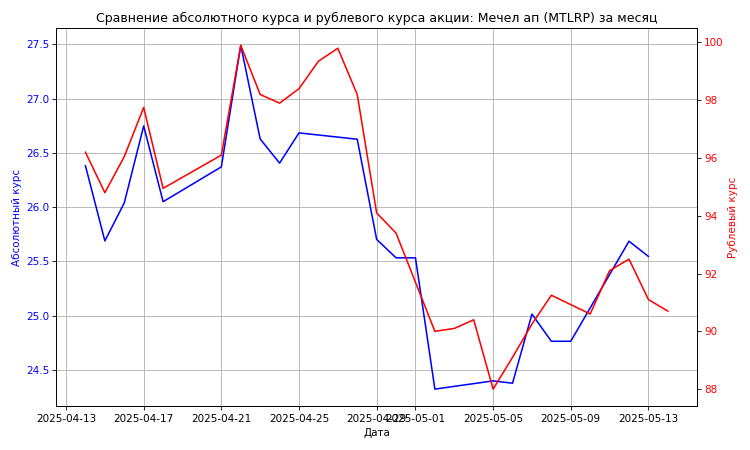 Сравнение абсолютного курса и рублевого курса акции: Мечел ап (MTLRP) за месяц
27.5
27.0
26.5
26.0
25.5
25.0
24.5
Абсолютный курс
100
98
96
94
92
90
88
Рублевый курс
2025-04-13 2025-04-17 2025-04-21 2025-04-25 2025-04-29 2025-05-01 2025-05-05 2025-05-09 2025-05-13
Дата